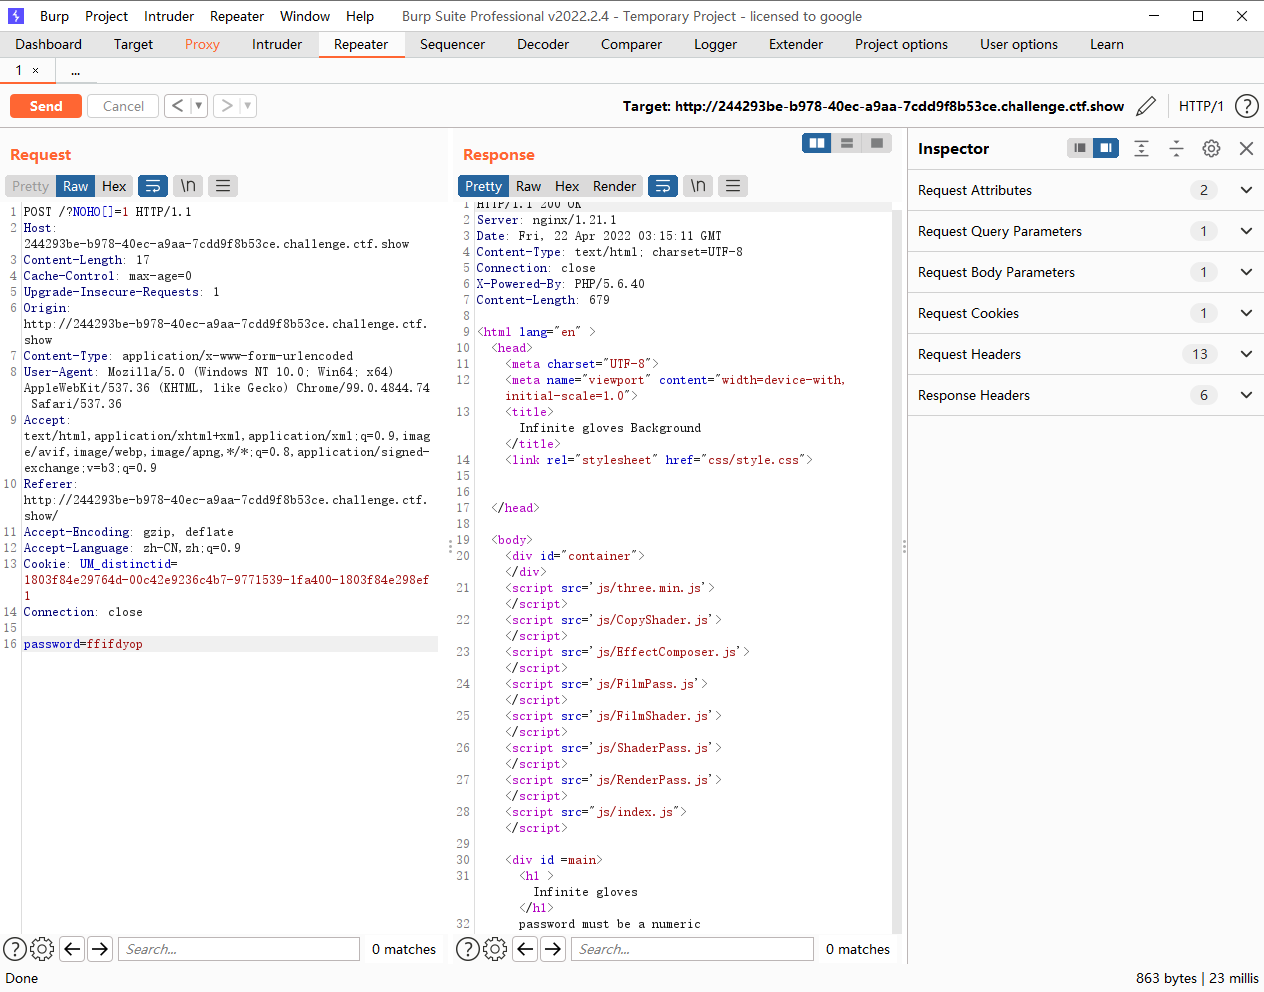 Burp Project Intruder Repeater Window Help Burp Suite Professional v2022.2.4 - Temporary Project - licensed to google
Dashboard Target Proxy Intruder Repeater Sequencer Decoder Comparer Logger Extender Project options User options Learn
1 × ...
Send Cancel < > Target: http://244293be-b978-40ec-a9aa-7cdd9f8b53ce.challenge.ctf.show HTTP/1 ?
Request
Pretty Raw Hex \n
1 POST /?NOHO[]=1 HTTP/1.1
2 Host:
244293be-b978-40ec-a9aa-7cdd9f8b53ce.challenge.ctf.show
3 Content-Length: 17
4 Cache-Control: max-age=0
5 Upgrade-Insecure-Requests: 1
6 Origin:
http://244293be-b978-40ec-a9aa-7cdd9f8b53ce.challenge.ctf.
show
7 Content-Type: application/x-www-form-urlencoded
8 User-Agent: Mozilla/5.0 (Windows NT 10.0; Win64; x64)
AppleWebKit/537.36 (KHTML, like Gecko) Chrome/99.0.4844.74
Safari/537.36
9 Accept:
text/html,application/xhtml+xml,application/xml;q=0.9,imag
e/avif,image/webp,image/apng,*/*;q=0.8,application/signed-
exchange;v=b3;q=0.9
10 Referer:
http://244293be-b978-40ec-a9aa-7cdd9f8b53ce.challenge.ctf.
show/
11 Accept-Encoding: gzip, deflate
12 Accept-Language: zh-CN,zh;q=0.9
13 Cookie: UM_distinctid=
1803f84e29764d-00c42e9236c4b7-9771539-1fa400-1803f84e298ef
1
14 Connection: close
15
16 password=ffifdyop
? Search... 0 matches
Response
Pretty Raw Hex Render \n
1 HTTP/1.1 200 OK
2 Server: nginx/1.21.1
3 Date: Fri, 22 Apr 2022 03:15:11 GMT
4 Content-Type: text/html; charset=UTF-8
5 Connection: close
6 X-Powered-By: PHP/5.6.40
7 Content-Length: 679
8
9 <html lang="en" >
10 <head>
11 <meta charset="UTF-8">
12 <meta name="viewport" content="width=device-with,
initial-scale=1.0">
13 <title>
Infinite gloves Background
</title>
14 <link rel="stylesheet" href="css/style.css">
15
16
17 </head>
18
19 <body>
20 <div id="container">
</div>
21 <script src='js/three.min.js'>
</script>
22 <script src='js/CopyShader.js'>
</script>
23 <script src='js/EffectComposer.js'>
</script>
24 <script src='js/FilmPass.js'>
</script>
25 <script src='js/FilmShader.js'>
</script>
26 <script src='js/ShaderPass.js'>
</script>
27 <script src='js/RenderPass.js'>
</script>
28 <script src="js/index.js">
</script>
29
30 <div id =main>
31 <h1 >
Infinite gloves
</h1>
32 password must be a numeric
? Search... 0 matches
Inspector
Request Attributes 2
Request Query Parameters 1
Request Body Parameters 1
Request Cookies 1
Request Headers 13
Response Headers 6
Done 863 bytes | 23 millis